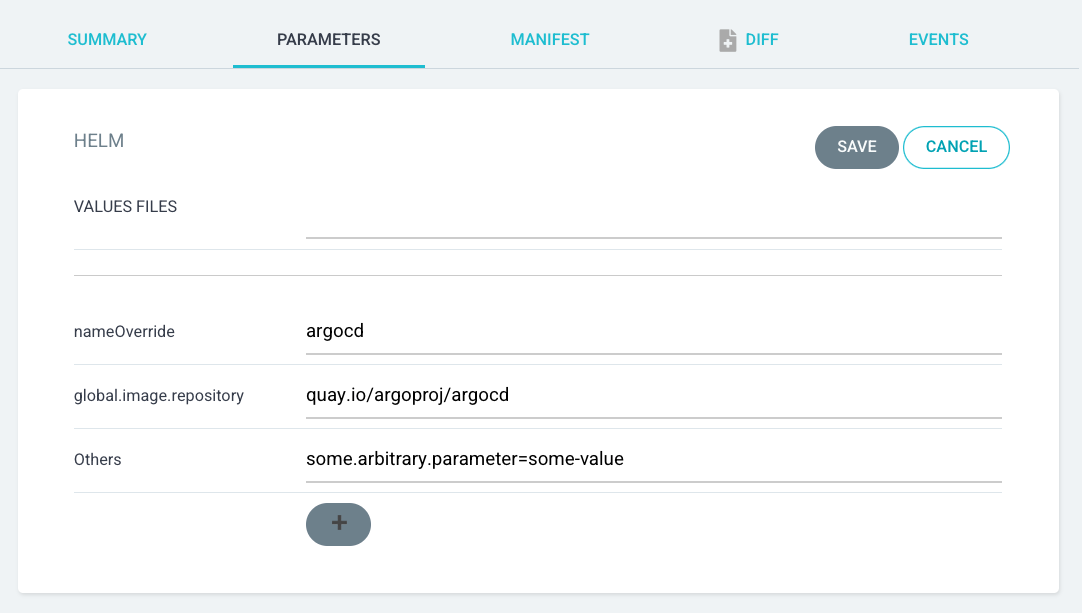 SUMMARY PARAMETERS MANIFEST DIFF EVENTS
HELM SAVE CANCEL
VALUES FILES
nameOverride argocd
global.image.repository quay.io/argoproj/argocd
Others some.arbitrary.parameter=some-value
+